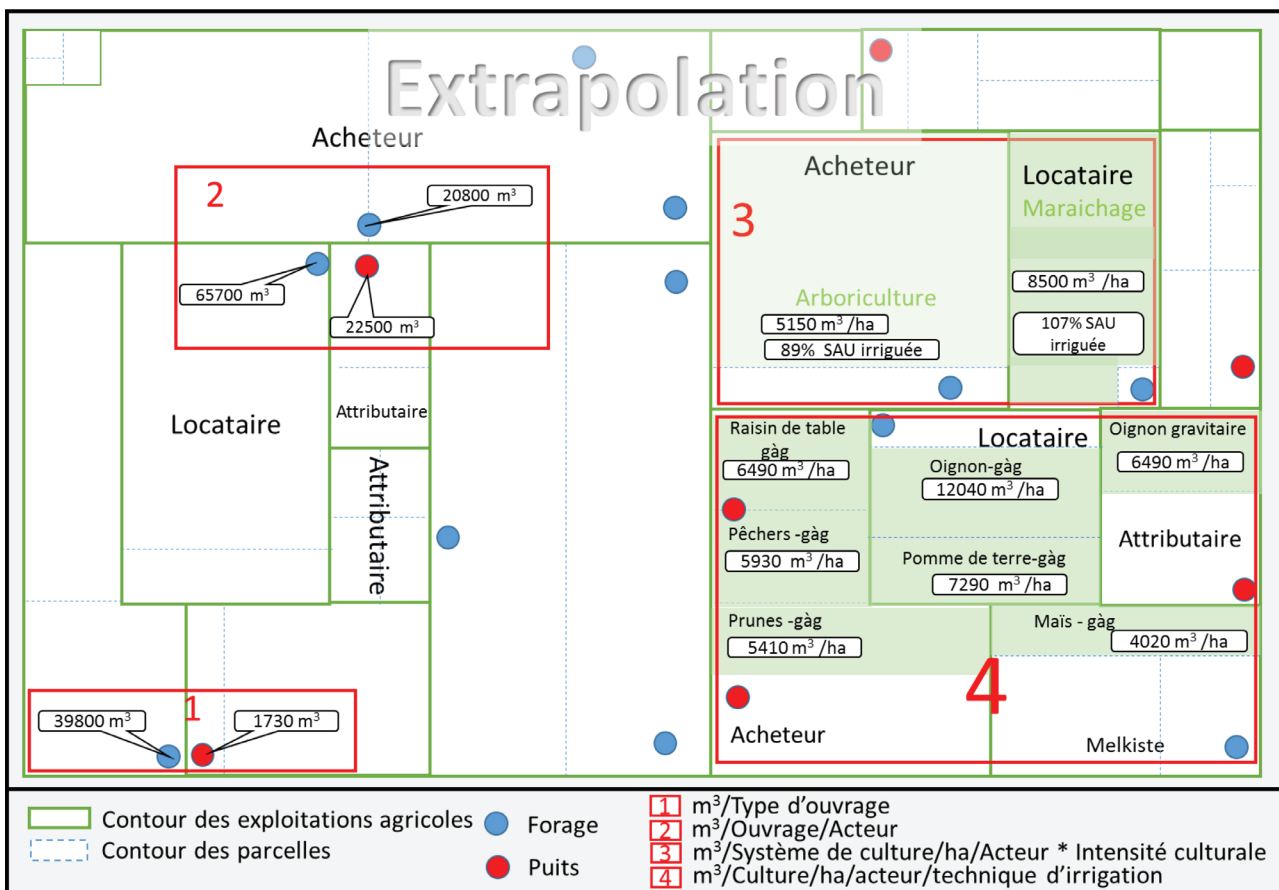 Extrapolation
Acheteur
2
20800 m³
65700 m³
22500 m³
Locataire
Attributaire
Attributaire
1
39800 m³
1730 m³
Acheteur
3
Arboriculture
5150 m³/ha
89% SAU irriguée
Locataire
Maraichage
8500 m³/ha
107% SAU
irriguée
Raisin de table
gàg
6490 m³/ha
Pêchers -gàg
5930 m³/ha
Prunes -gàg
5410 m³/ha
Acheteur
Locataire
Oignon-gàg
12040 m³/ha
Pomme de terre-gàg
7290 m³/ha
Oignon gravitaire
6490 m³/ha
Attributaire
Maïs - gàg
4020 m³/ha
4
Melkiste
Contour des exploitations agricoles
Contour des parcelles
Forage
Puits
1 m³/Type d'ouvrage
2 m³/Ouvrage/Acteur
3 m³/Système de culture/ha/Acteur * Intensité culturale
4 m³/Culture/ha/acteur/technique d'irrigation